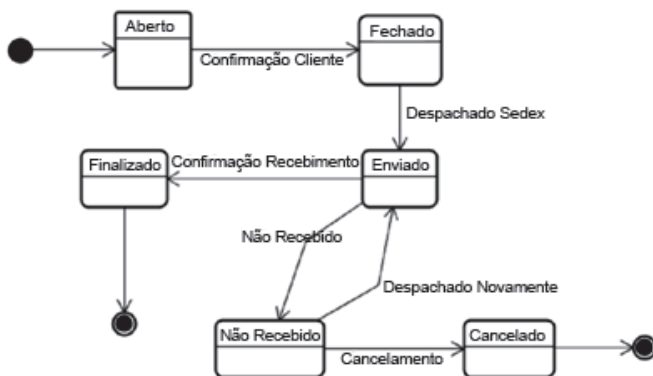 Aberto
Fechado
Confirmação Cliente
Despachado Sedex
Finalizado
Confirmação Recebimento
Enviado
Não Recebido
Despachado Novamente
Não Recebido
Cancelado
Cancelamento